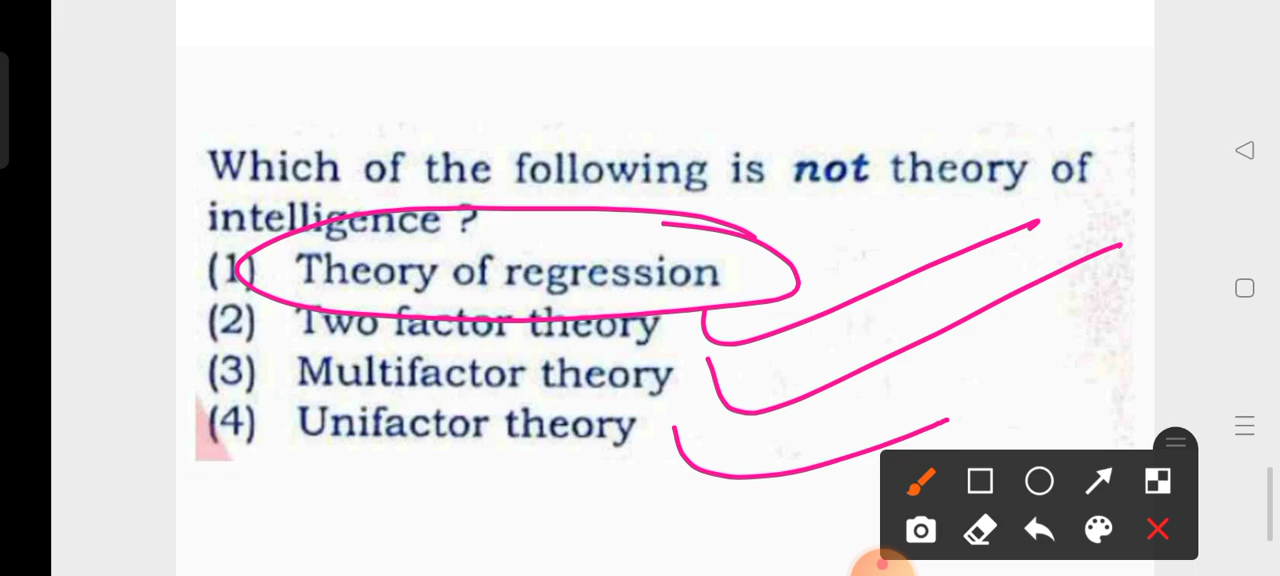 Which of the following is not theory of
intelligence ?
(1) Theory of regression
(2) Two factor theory
(3) Multifactor theory
(4) Unifactor theory